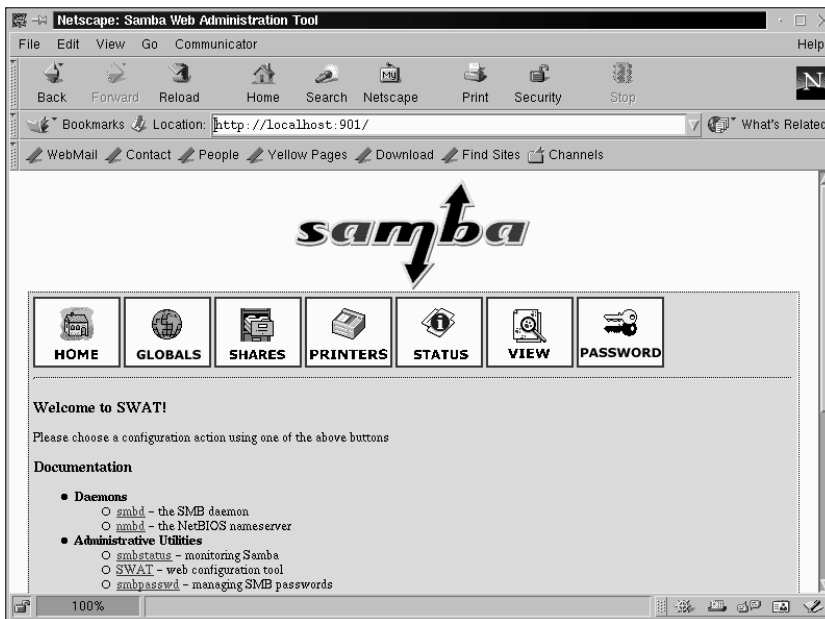 Netscape: Samba Web Administration Tool
File Edit View Go Communicator Help
Back Forward Reload Home Search Netscape Print Security Stop
My
N
Bookmarks Location: http://localhost:901/ What's Related
WebMail Contact People Yellow Pages Download Find Sites Channels
samba
HOME GLOBALS SHARES PRINTERS STATUS VIEW PASSWORD
Welcome to SWAT!
Please choose a configuration action using one of the above buttons
Documentation
Daemons
smbd - the SMB daemon
nmbd - the NetBIOS nameserver
Administrative Utilities
smbstatus - monitoring Samba
SWAT - web configuration tool
smbpasswd - managing SMB passwords
100%